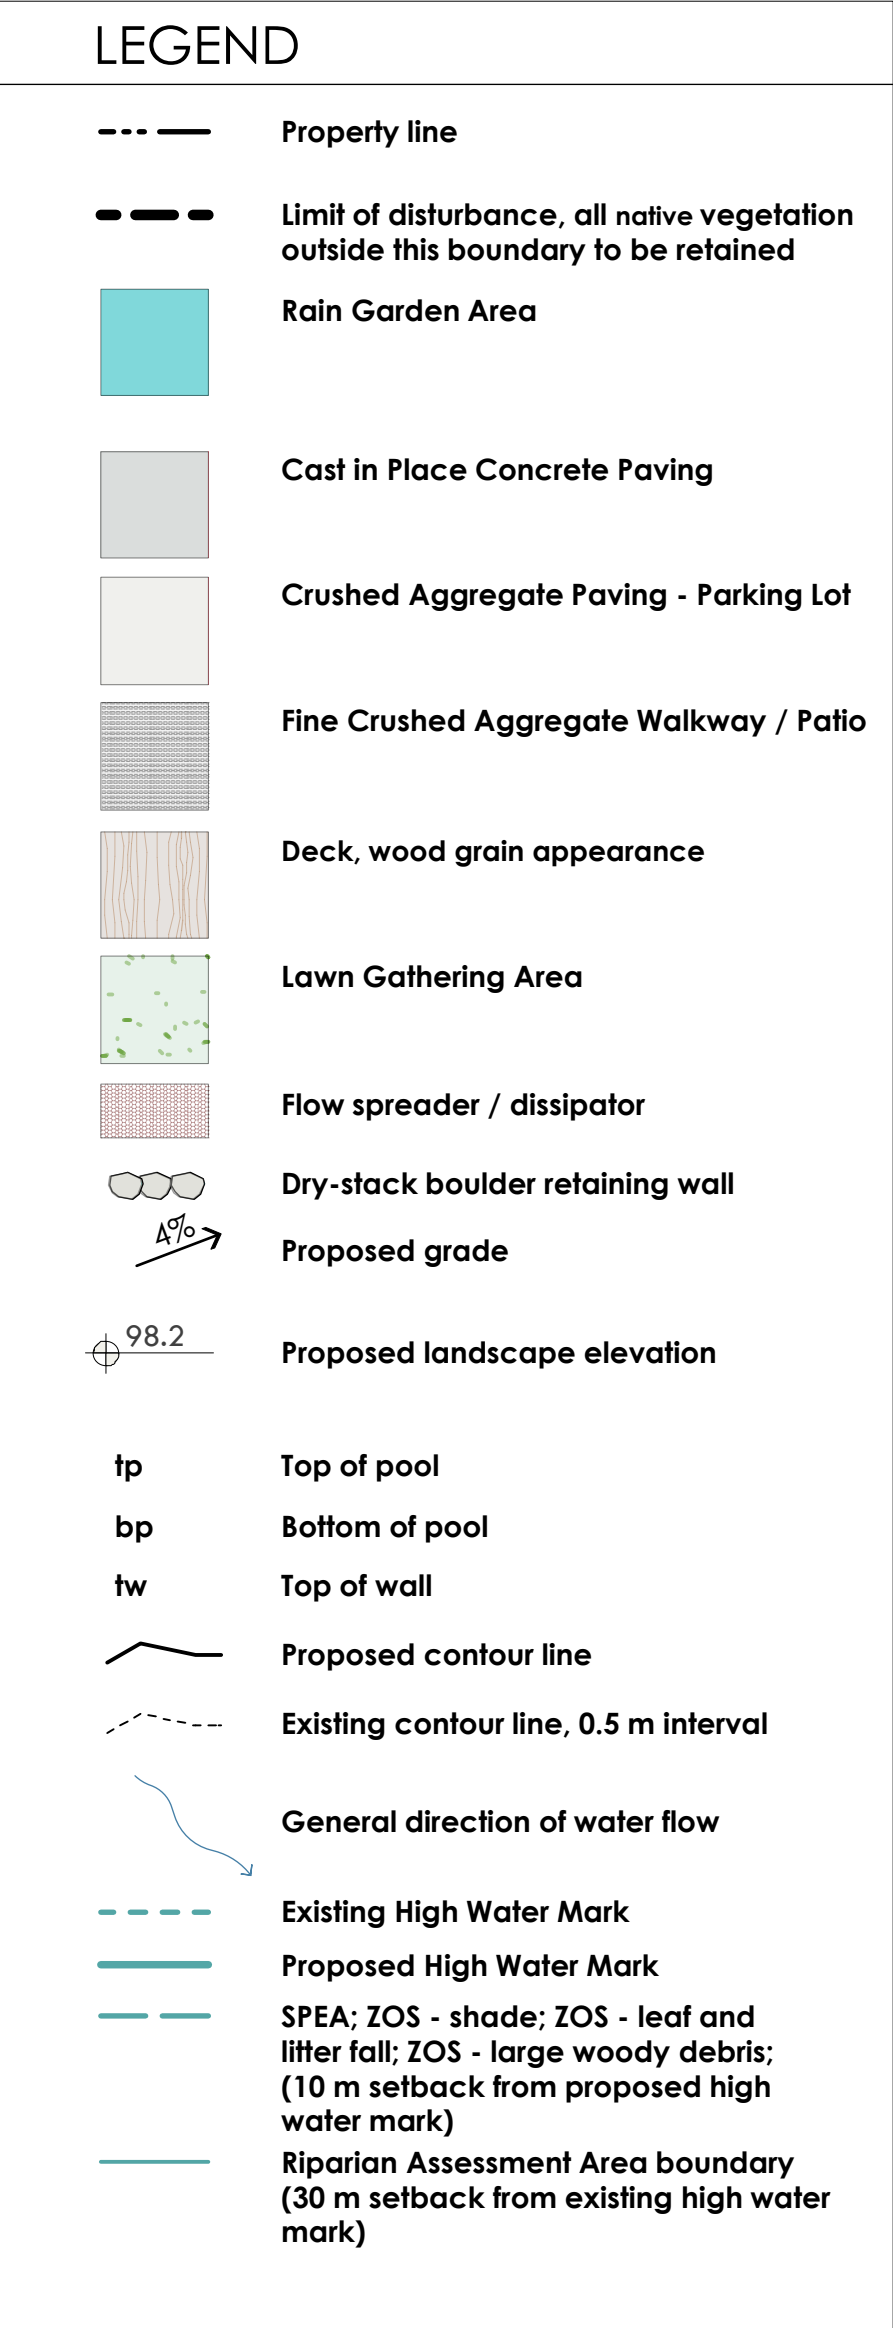 LEGEND
Property line
Limit of disturbance, all native vegetation
outside this boundary to be retained
Rain Garden Area
Cast in Place Concrete Paving
Crushed Aggregate Paving - Parking Lot
Fine Crushed Aggregate Walkway / Patio
Deck, wood grain appearance
Lawn Gathering Area
Flow spreader / dissipator
Dry-stack boulder retaining wall
4% Proposed grade
98.2 Proposed landscape elevation
tp Top of pool
bp Bottom of pool
tw Top of wall
Proposed contour line
Existing contour line, 0.5 m interval
General direction of water flow
Existing High Water Mark
Proposed High Water Mark
SPEA; ZOS - shade; ZOS - leaf and
litter fall; ZOS - large woody debris;
(10 m setback from proposed high
water mark)
Riparian Assessment Area boundary
(30 m setback from existing high water
mark)